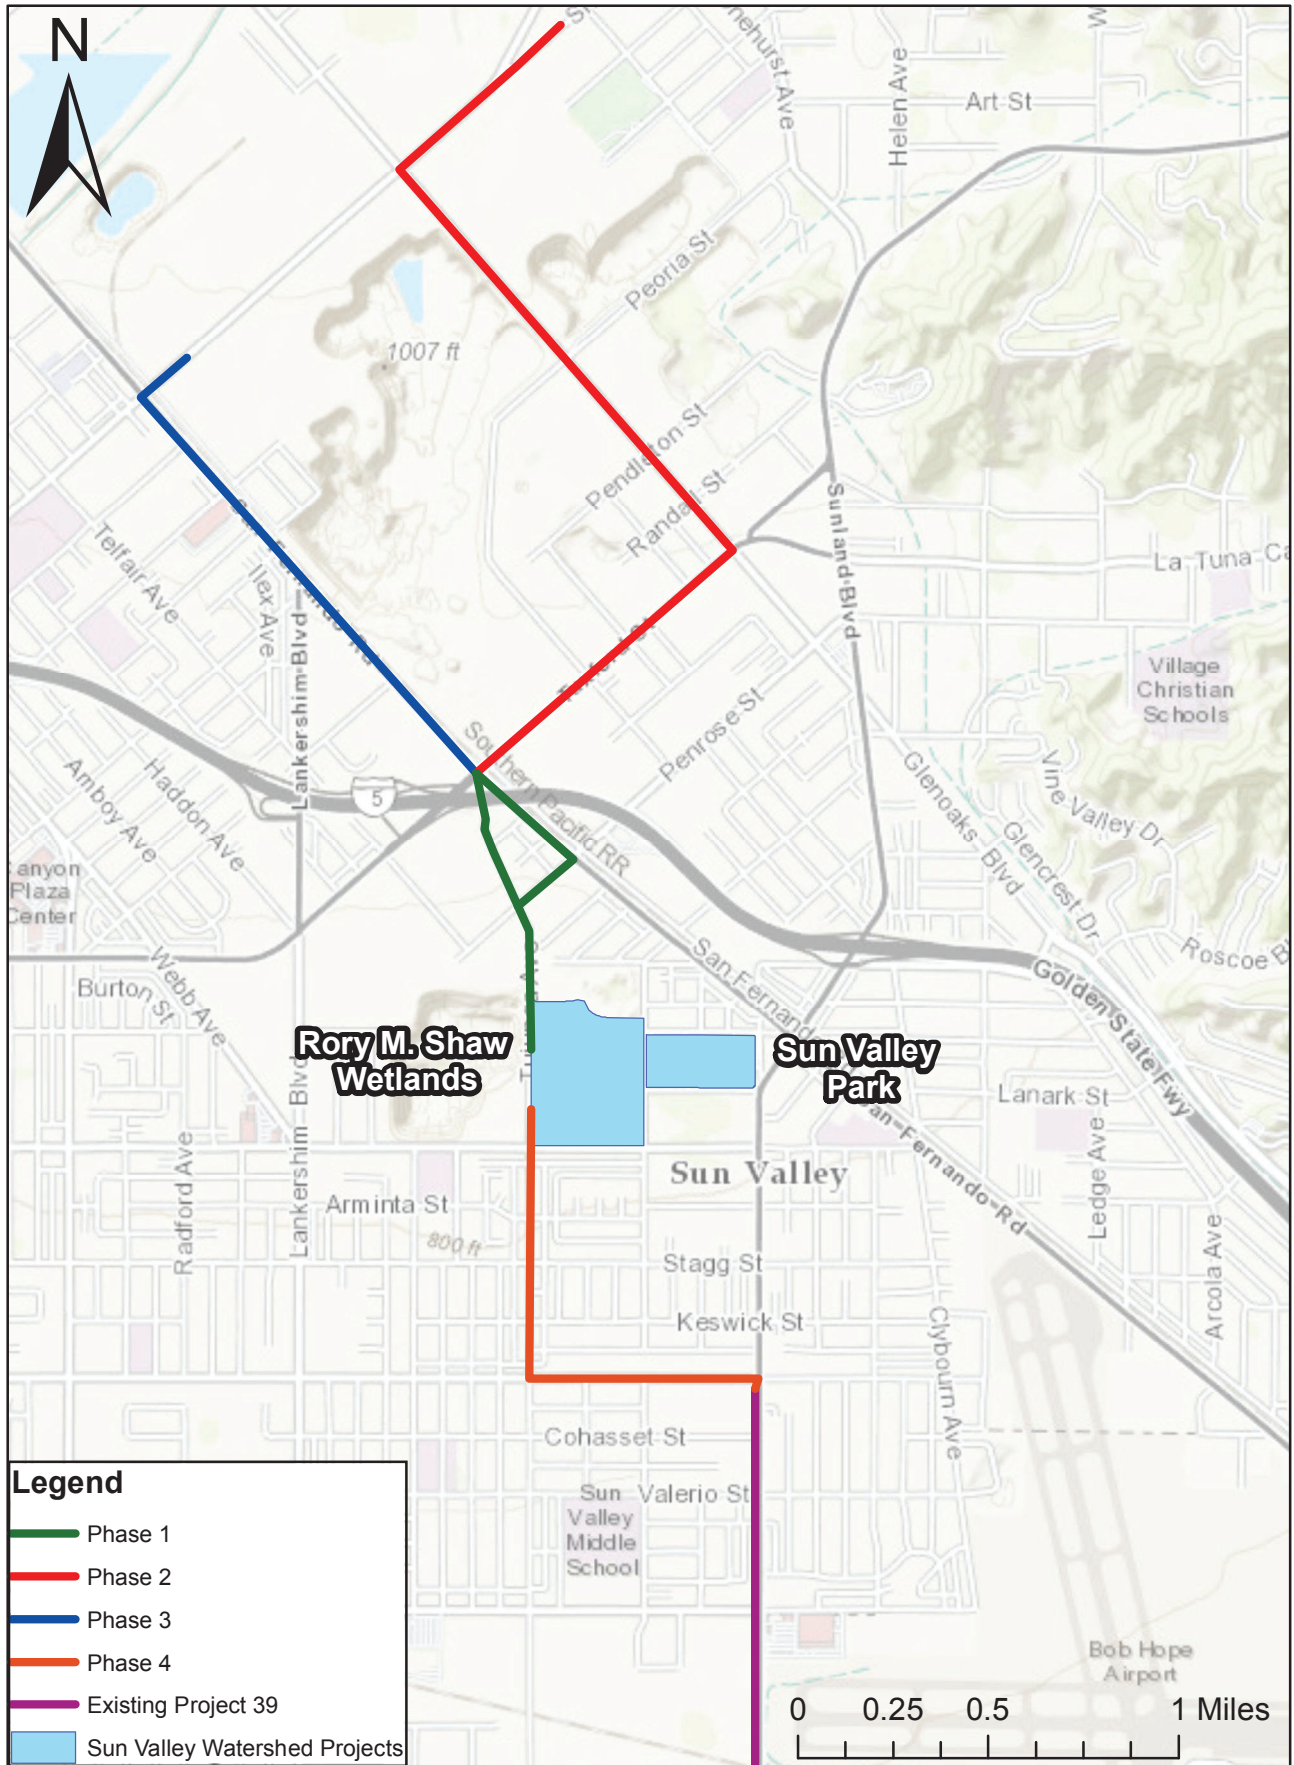 N
Art St
Helen Ave
Peoria St
1007 ft
Pendleton St
Randall St
Sunland Blvd
La Tuna Ca
Telfair Ave
Ilex Ave
Lankershim Blvd
Village
Christian
Schools
Southern Pacific RR
Penrose St
Glenoaks Blvd
Vine Valley Dr
Glencrest Dr
Amboy Ave
Haddon Ave
5
anyon
Plaza
Center
Roscoe B
Webb Ave
Burton St
San Fernando
Golden State Fwy
Rory M. Shaw
Wetlands
Sun Valley
Park
Lanark St
Lankershim Blvd
Radford Ave
Sun Valley
an-Fernando-Rd
Ledge Ave
Arminta St
800 ft
Stagg St
Arcola Ave
Keswick St
Clybourn Ave
Cohasset St
Valerio St
Sun
Valley
Middle
School
Bob Hope
Airport
Legend
Phase 1
Phase 2
Phase 3
Phase 4
Existing Project 39
Sun Valley Watershed Projects
0 0.25 0.5 1 Miles